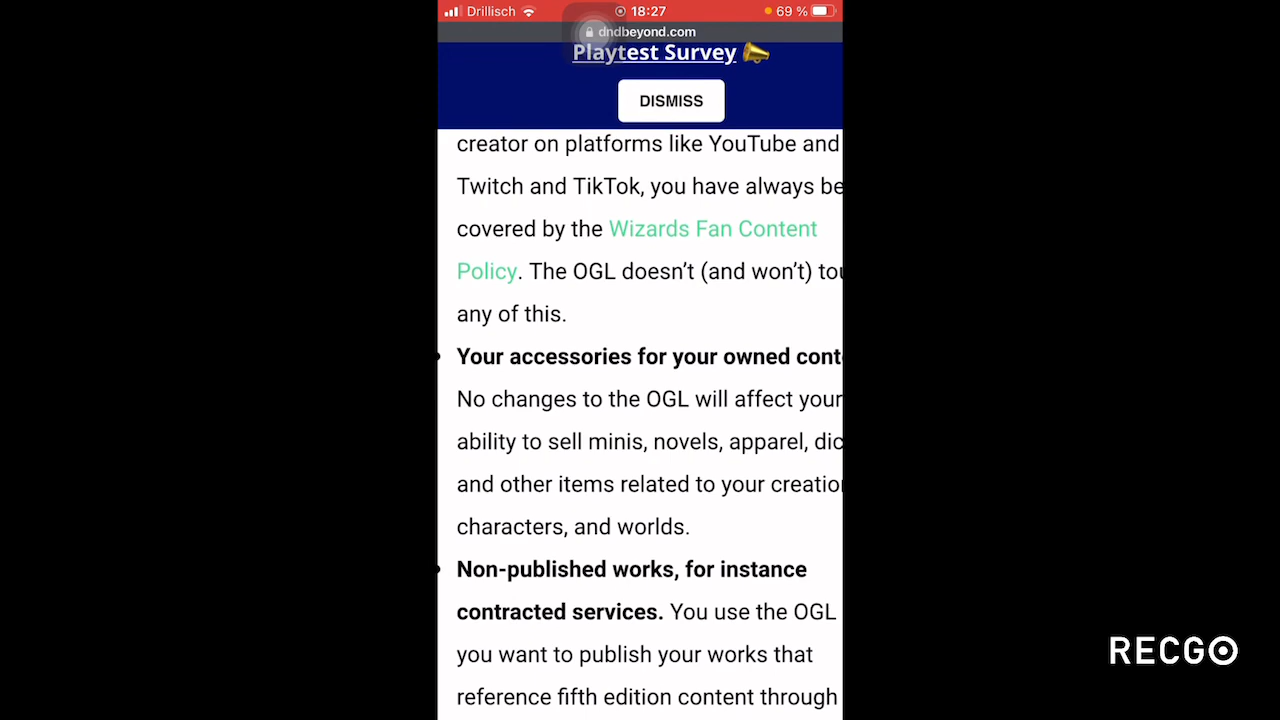 Drillisch 18:27 69 %
dndbeyond.com
Playtest Survey
DISMISS
creator on platforms like YouTube and
Twitch and TikTok, you have always be
covered by the Wizards Fan Content
Policy. The OGL doesn’t (and won’t) tou
any of this.
Your accessories for your owned cont
No changes to the OGL will affect your
ability to sell minis, novels, apparel, dic
and other items related to your creatio
characters, and worlds.
Non-published works, for instance
contracted services. You use the OGL
you want to publish your works that
reference fifth edition content through
RECGO